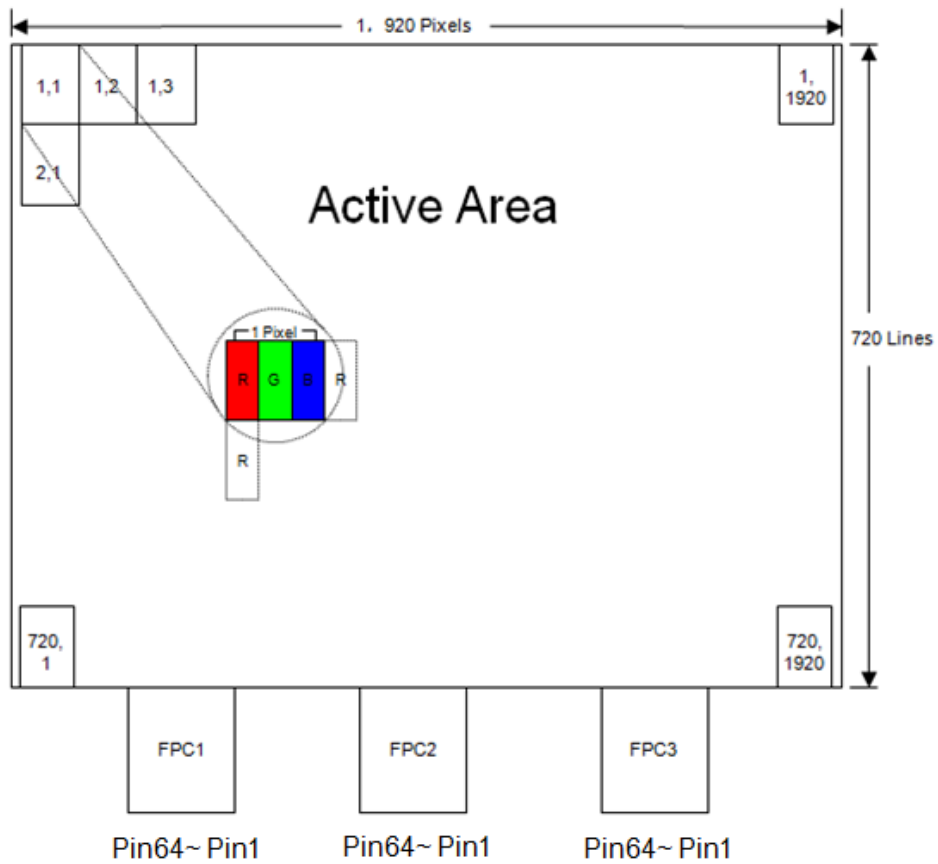 1，920 Pixels
1,1
1,2
1,3
1,
1920
2,1
Active Area
1 Pixel
R
G
B
R
R
720 Lines
720,
1
720,
1920
FPC1
FPC2
FPC3
Pin64~ Pin1
Pin64~ Pin1
Pin64~ Pin1